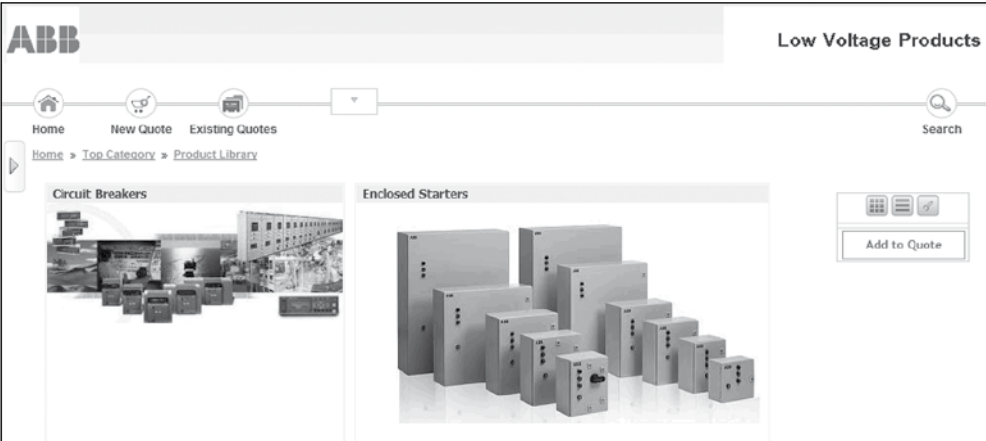 ABB
Low Voltage Products
Home New Quote Existing Quotes Search
Home » Top Category » Product Library
Circuit Breakers Enclosed Starters
Add to Quote